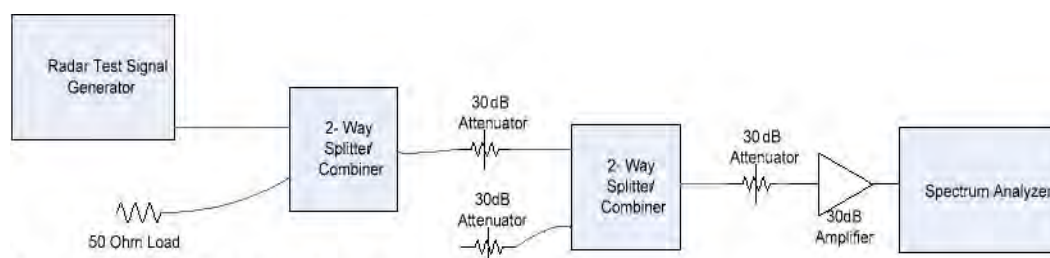 Radar Test Signal
Generator
50 Ohm Load
2- Way
Splitter/
Combiner
30dB
Attenuator
30dB
Attenuator
2- Way
Splitter/
Combiner
30dB
Attenuator
30dB
Amplifier
Spectrum Analyzer